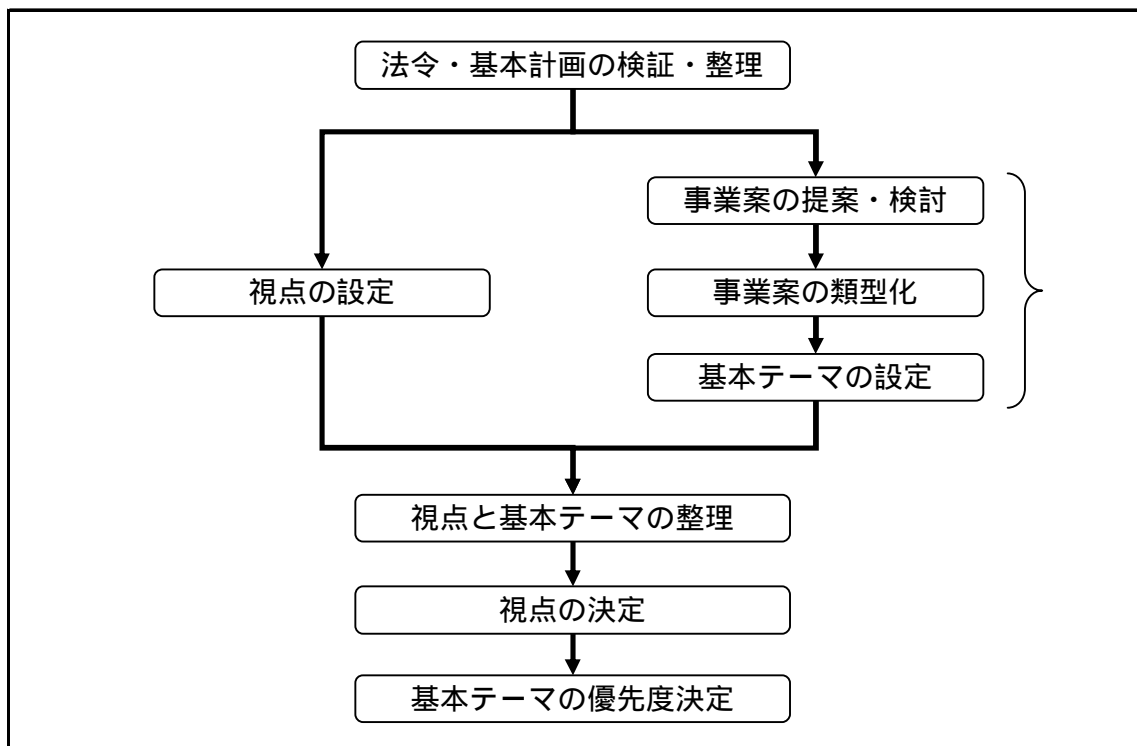 法令・基本計画の検証・整理
事業案の提案・検討
視点の設定
事業案の類型化
基本テーマの設定
視点と基本テーマの整理
視点の決定
基本テーマの優先度決定